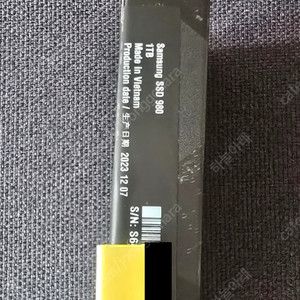 Samsung SSD 980
1TB
Made in Vietnam
Production date / 生产日期 2023 12 07
S/N: S6